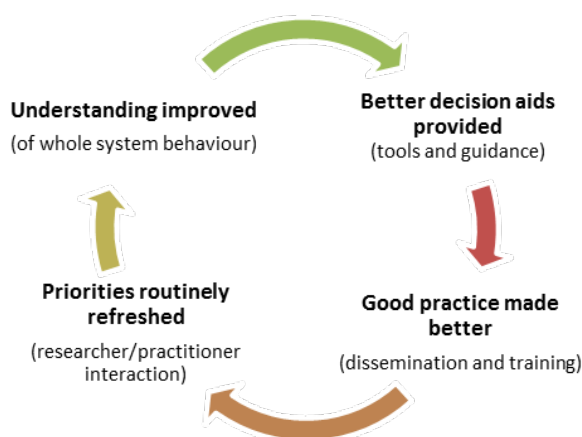 Understanding improved
(of whole system behaviour)
Better decision aids
provided
(tools and guidance)
Good practice made
better
(dissemination and training)
Priorities routinely
refreshed
(researcher/practitioner
interaction)